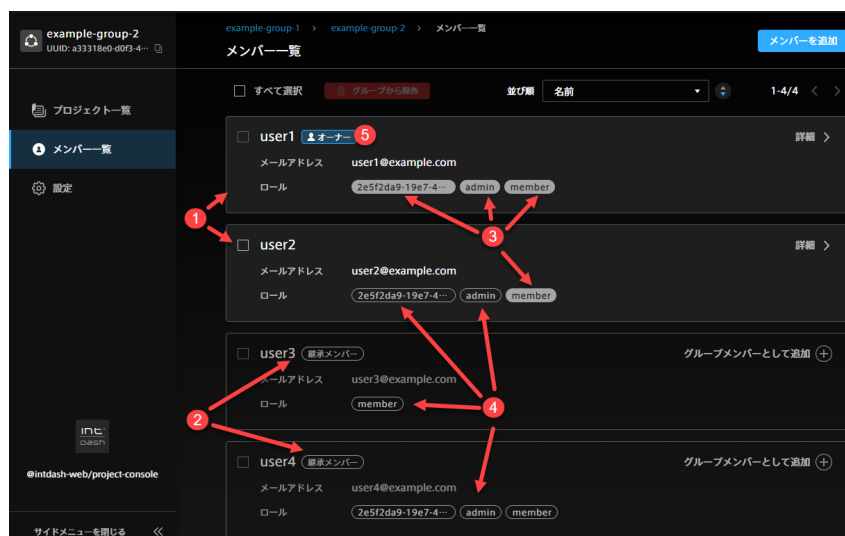 example-group-2
UUID: a33318e0-d0f3-4…
プロジェクト一覧
メンバー一覧
設定
intdash
@intdash-web/project-console
サイドメニューを閉じる
example-group-1 > example-group-2 > メンバー一覧
メンバー一覧
メンバーを追加
すべて選択 グループから除外 並び順 名前 1-4/4
user1 オーナー 5 詳細
メールアドレス user1@example.com
ロール 2e5f2da9-19e7-4… admin member
1
3
user2 詳細
メールアドレス user2@example.com
ロール 2e5f2da9-19e7-4… admin member
user3 継承メンバー グループメンバーとして追加
メールアドレス user3@example.com
ロール member
2
4
user4 継承メンバー グループメンバーとして追加
メールアドレス user4@example.com
ロール 2e5f2da9-19e7-4… admin member